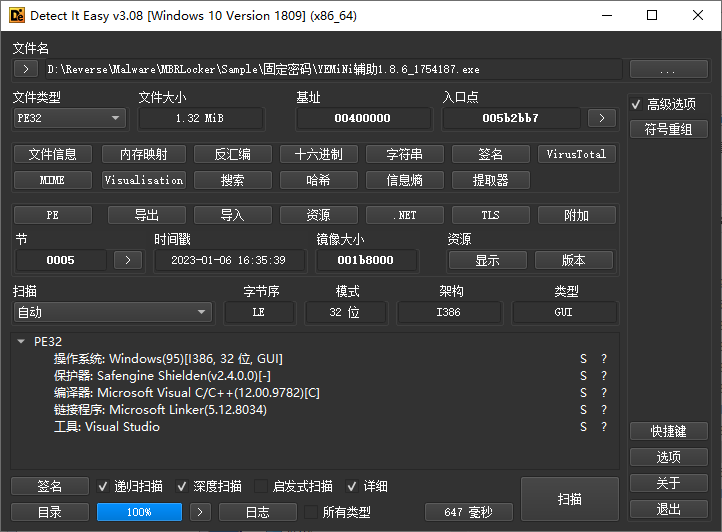 Detect It Easy v3.08 [Windows 10 Version 1809] (x86_64)
文件名
D:\Reverse\Malware\MBRLocker\Sample\固定密码\YEMiNi辅助1.8.6_1754187.exe
...
文件类型 文件大小 基址 入口点
高级选项
PE32 1.32 MiB 00400000 005b2bb7 >
符号重组
文件信息 内存映射 反汇编 十六进制 字符串 签名 VirusTotal
MIME Visualisation 搜索 哈希 信息熵 提取器
PE 导出 导入 资源 .NET TLS 附加
节 时间戳 镜像大小 资源
0005 > 2023-01-06 16:35:39 001b8000 显示 版本
扫描 字节序 模式 架构 类型
自动 LE 32 位 I386 GUI
PE32
操作系统: Windows(95)[I386, 32 位, GUI] S ?
保护器: Safengine Shielden(v2.4.0.0)[-] S ?
编译器: Microsoft Visual C/C++(12.00.9782)[C] S ?
链接程序: Microsoft Linker(5.12.8034) S ?
工具: Visual Studio S ?
快捷键
选项
关于
退出
签名 递归扫描 深度扫描 启发式扫描 详细
扫描
目录 100% > 日志 所有类型 647 毫秒